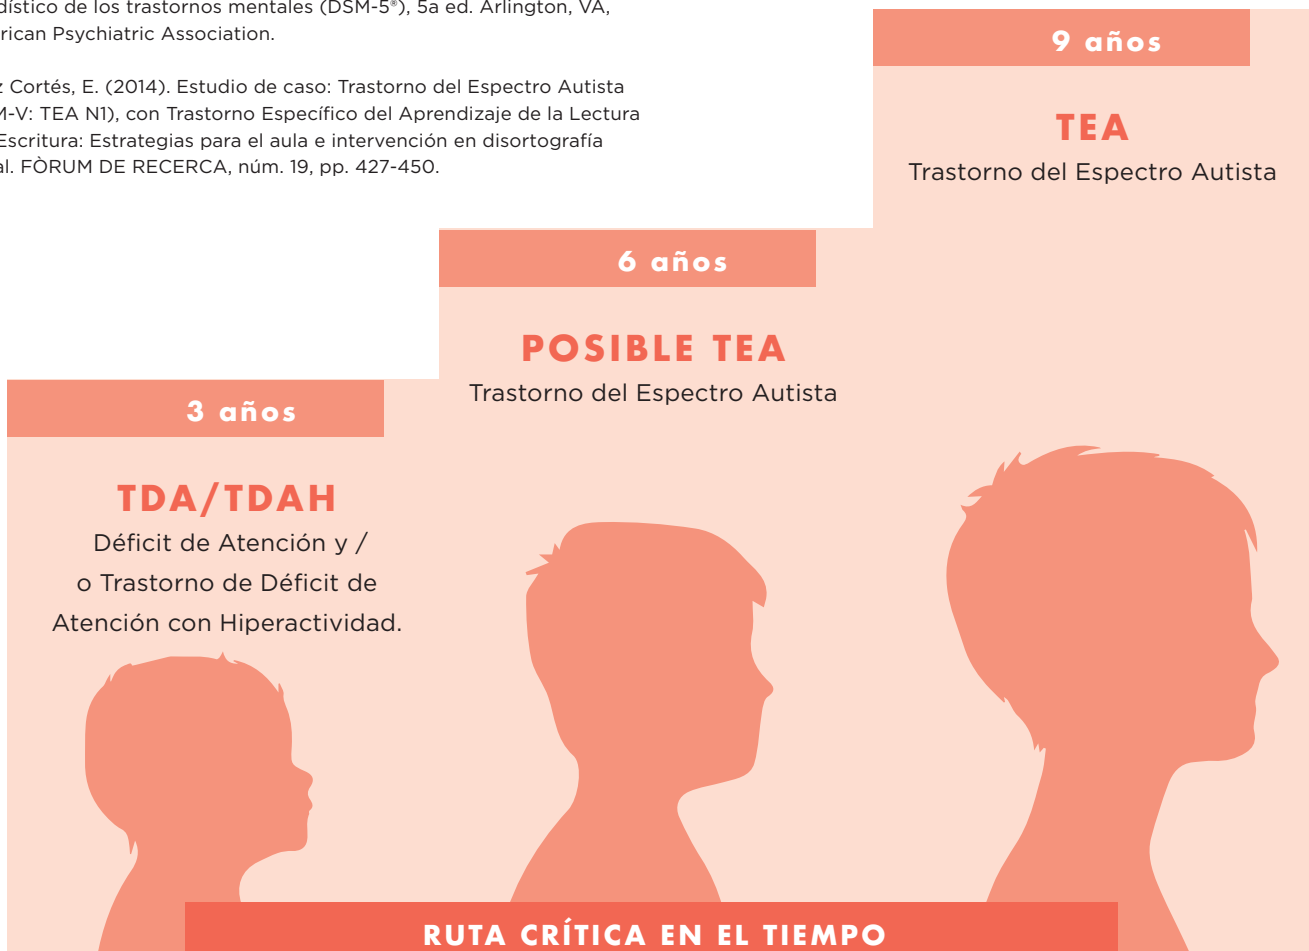 dístico de los trastornos mentales (DSM-5®), 5a ed. Arlington, VA,
rican Psychiatric Association.
z Cortés, E. (2014). Estudio de caso: Trastorno del Espectro Autista
M-V: TEA N1), con Trastorno Específico del Aprendizaje de la Lectura
Escritura: Estrategias para el aula e intervención en disortografía
al. FÒRUM DE RECERCA, núm. 19, pp. 427-450.
9 años
TEA
Trastorno del Espectro Autista
6 años
POSIBLE TEA
Trastorno del Espectro Autista
3 años
TDA/TDAH
Déficit de Atención y /
o Trastorno de Déficit de
Atención con Hiperactividad.
RUTA CRÍTICA EN EL TIEMPO